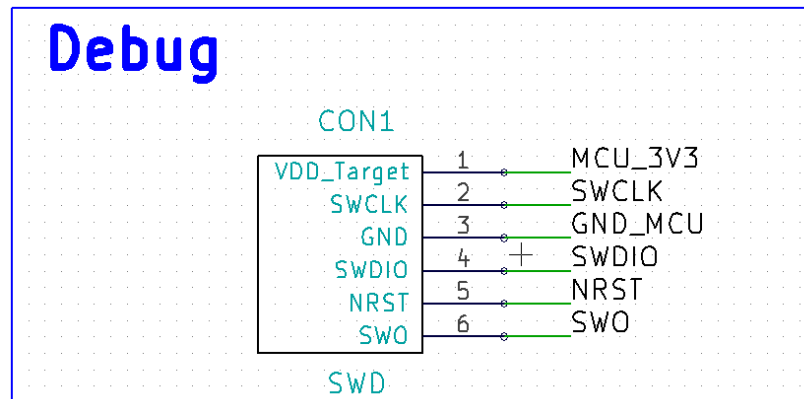 Debug
CON1
VDD_Target 1 MCU_3V3
SWCLK 2 SWCLK
GND 3 GND_MCU
SWDIO 4 SWDIO
NRST 5 NRST
SWO 6 SWO
SWD